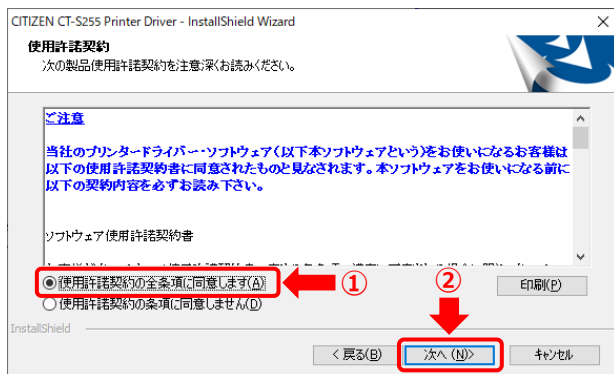 CITIZEN CT-S255 Printer Driver - InstallShield Wizard
使用許諾契約
次の製品使用許諾契約を注意深くお読みください。
ご注意
当社のプリンタードライバー・ソフトウェア(以下本ソフトウェアという)をお使いになるお客様は
以下の使用許諾契約書に同意されたものと見なされます。本ソフトウェアをお使いになる前に
以下の契約内容を必ずお読み下さい。
ソフトウェア使用許諾契約書
使用許諾契約の全条項に同意します(A)
①
②
印刷(P)
使用許諾契約の条項に同意しません(D)
InstallShield
< 戻る(B)
次へ (N)>
キャンセル